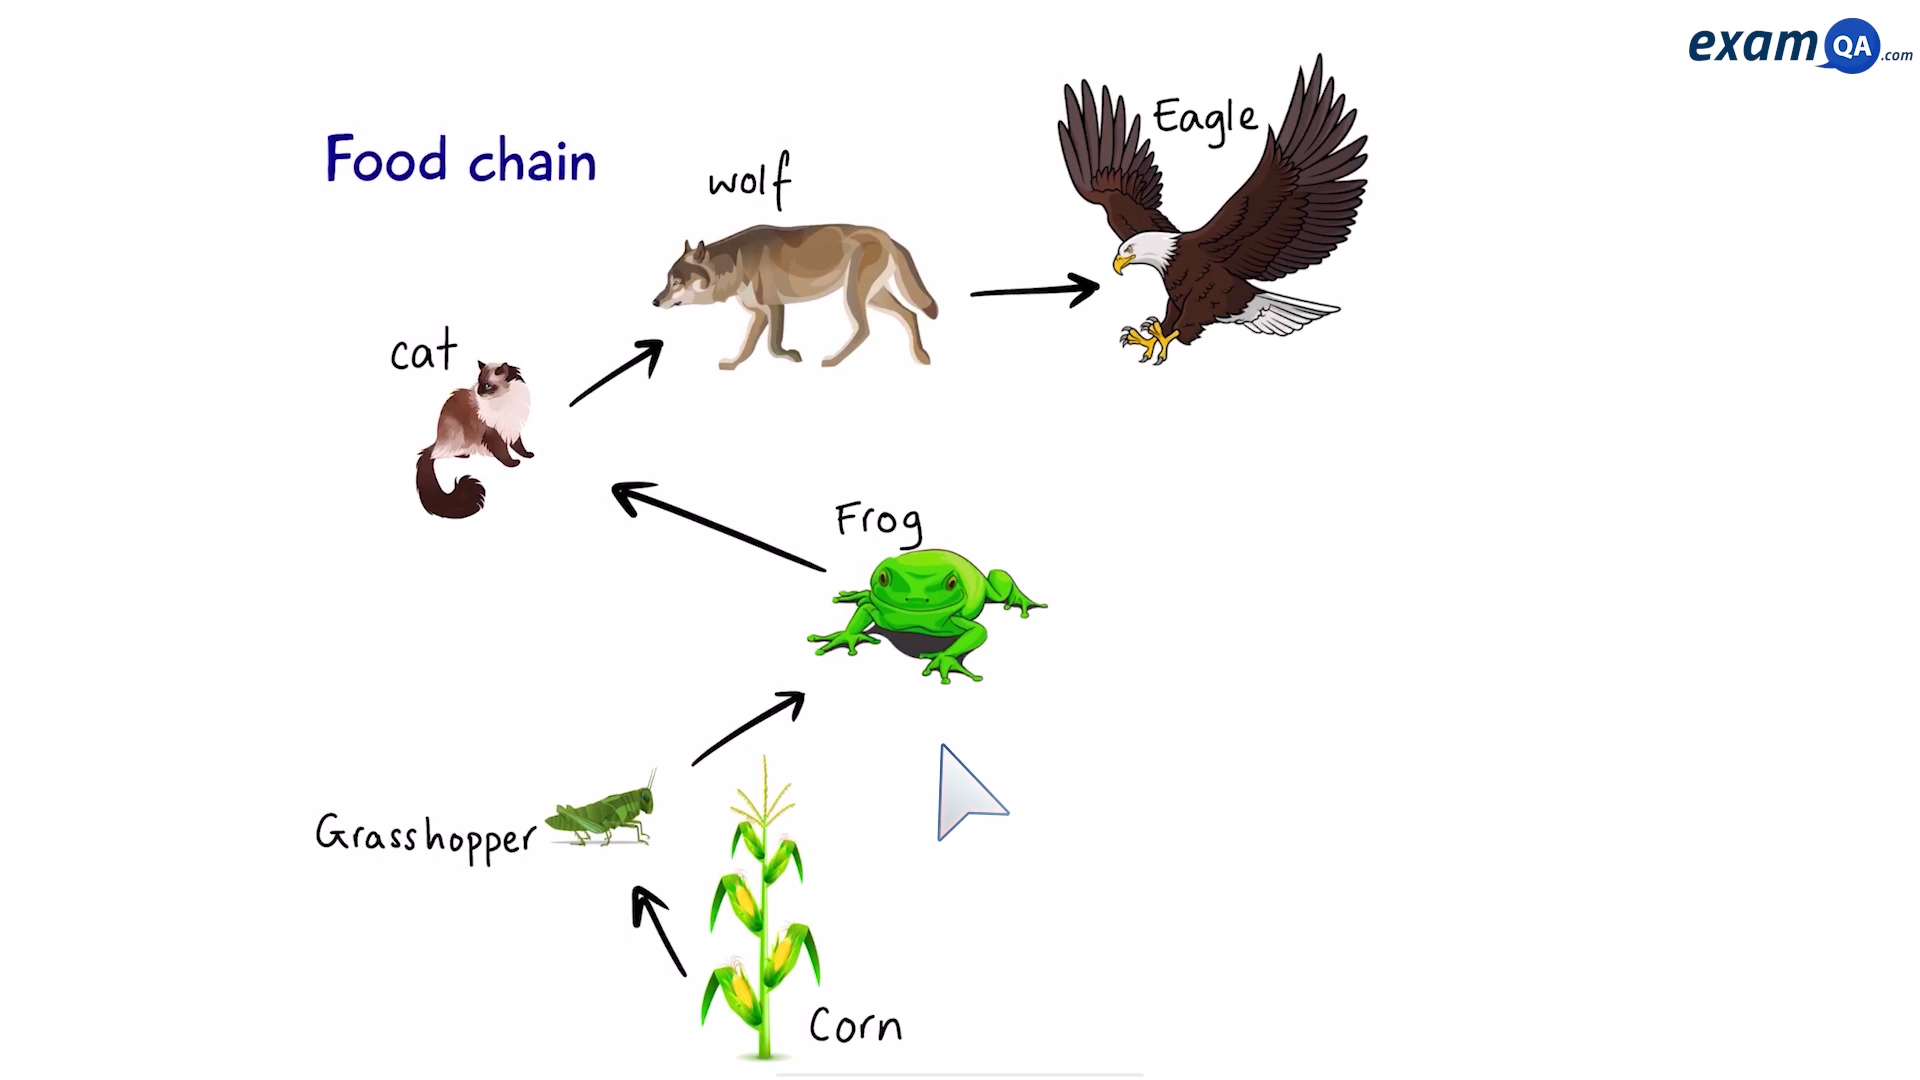 exam QA .com
Food chain
Eagle
wolf
cat
Frog
Grasshopper
Corn